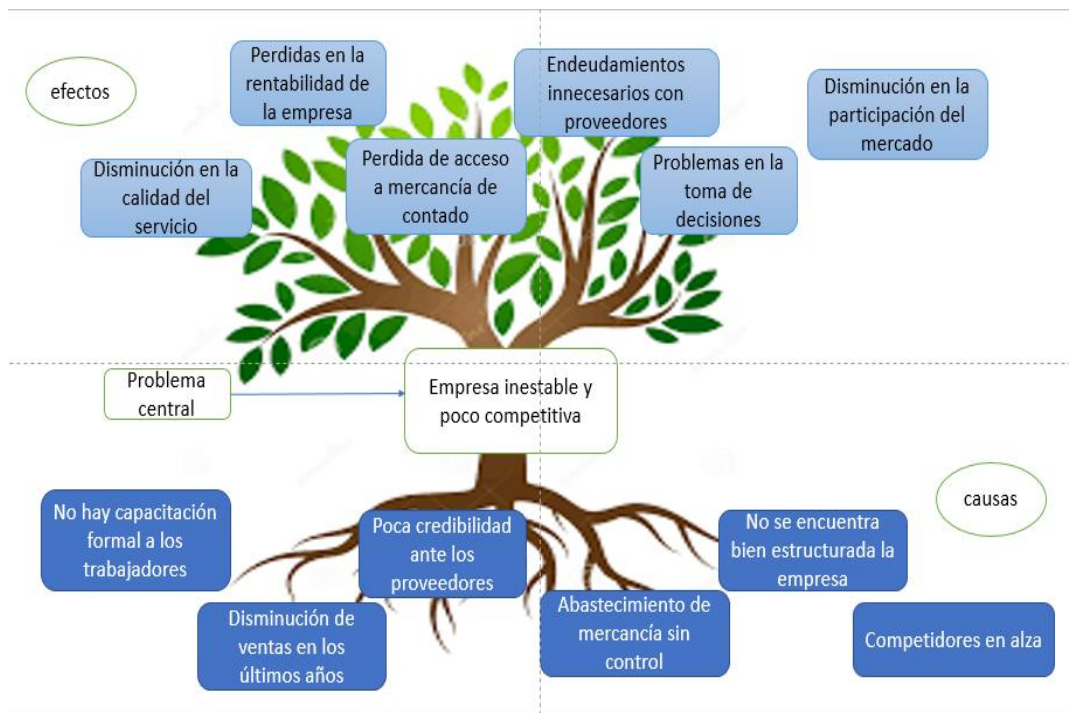 efectos
Perdidas en la
rentabilidad de
la empresa
Endeudamientos
innecesarios con
proveedores
Disminución en la
participación del
mercado
Disminución en la
calidad del
servicio
Perdida de acceso
a mercancía de
contado
Problemas en la
toma de
decisiones
Problema
central
Empresa inestable y
poco competitiva
causas
No hay capacitación
formal a los
trabajadores
Poca credibilidad
ante los
proveedores
No se encuentra
bien estructurada la
empresa
Disminución de
ventas en los
últimos años
Abastecimiento de
mercancía sin
control
Competidores en alza